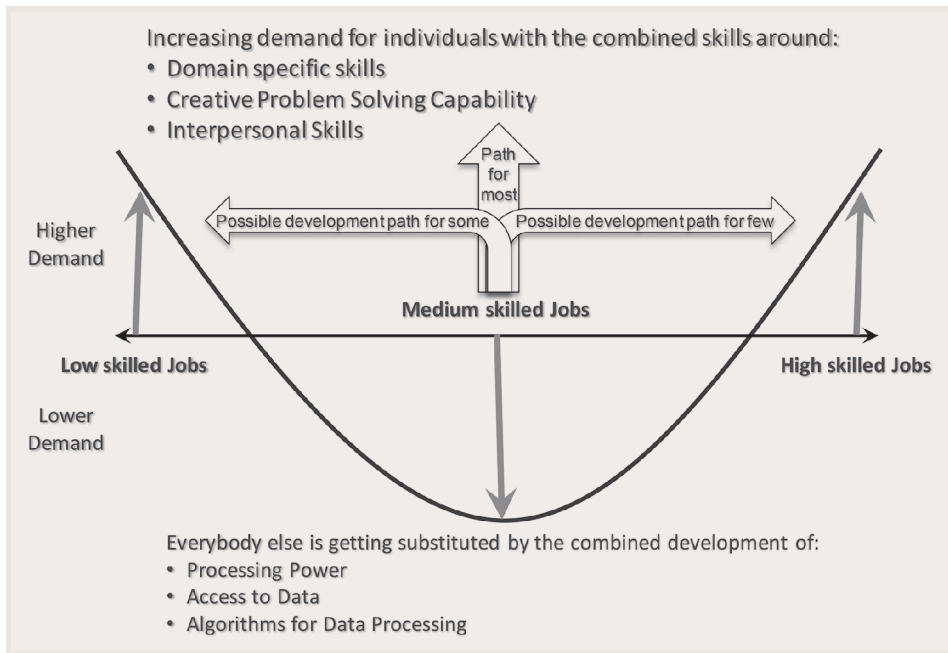 Increasing demand for individuals with the combined skills around:
• Domain specific skills
• Creative Problem Solving Capability
• Interpersonal Skills
Path
for
most
Possible development path for some
Possible development path for few
Higher
Demand
Medium skilled Jobs
Low skilled Jobs
High skilled Jobs
Lower
Demand
Everybody else is getting substituted by the combined development of:
• Processing Power
• Access to Data
• Algorithms for Data Processing